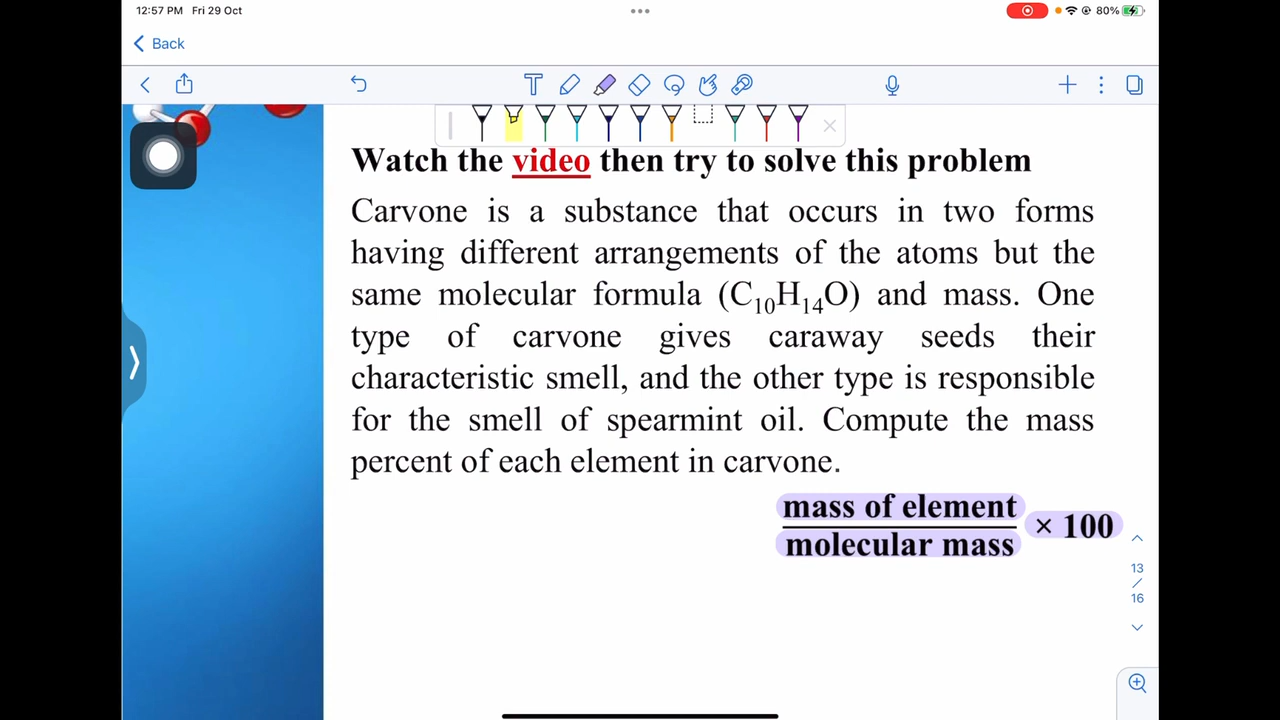 12:57 PM Fri 29 Oct
80%
Back
Watch the video then try to solve this problem
Carvone is a substance that occurs in two forms
having different arrangements of the atoms but the
same molecular formula (C₁₀H₁₄O) and mass. One
type of carvone gives caraway seeds their
characteristic smell, and the other type is responsible
for the smell of spearmint oil. Compute the mass
percent of each element in carvone.
mass of element
molecular mass
× 100
13
/
16